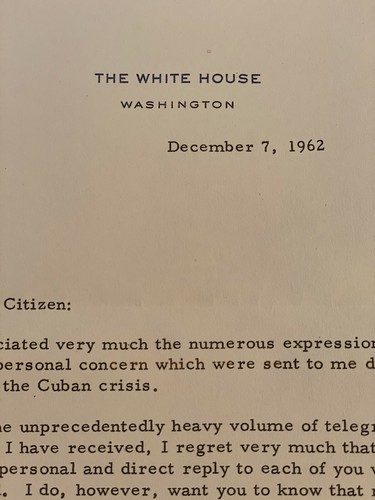 THE WHITE HOUSE
WASHINGTON
December 7, 1962
Citizen:
ciated very much the numerous expression
personal concern which were sent to me d
the Cuban crisis.
e unprecedentedly heavy volume of telegr
I have received, I regret very much that
personal and direct reply to each of you w
. I do, however, want you to know that